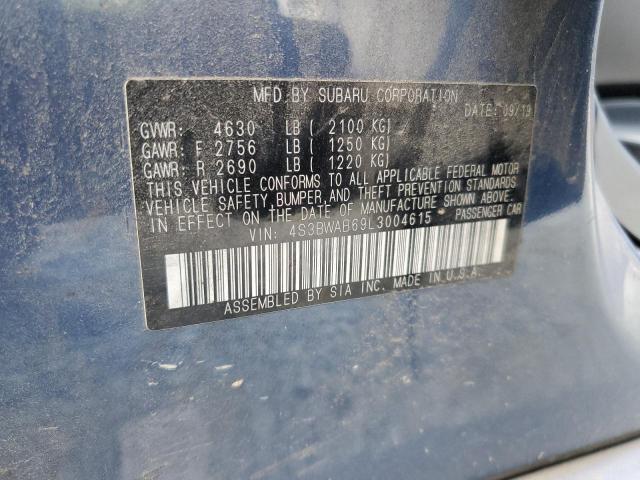 MFD BY SUBARU CORPORATION
DATE: 09/19
GVWR: 4630 LB ( 2100 KG)
GAWR: F 2756 LB ( 1250 KG)
GAWR: R 2690 LB ( 1220 KG)
THIS VEHICLE CONFORMS TO ALL APPLICABLE FEDERAL MOTOR
VEHICLE SAFETY, BUMPER, AND THEFT PREVENTION STANDARDS
IN EFFECT ON THE DATE OF MANUFACTURE SHOWN ABOVE.
VIN: 4S3BWAB69L3004615 PASSENGER CAR
ASSEMBLED BY SIA INC. MADE IN U.S.A.